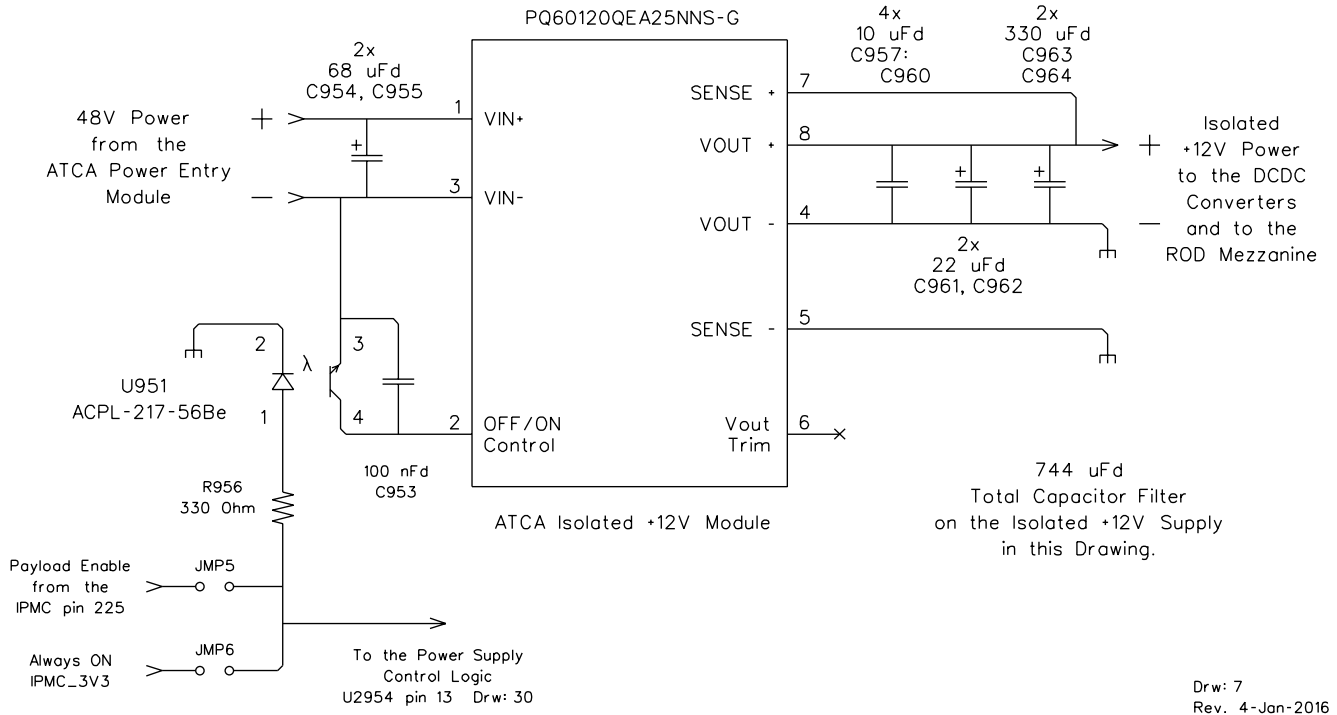 PQ60120QEA25NNS-G
2x
68 uFd
C954, C955
4x
10 uFd
C957:
C960
2x
330 uFd
C963
C964
48V Power
from the
ATCA Power Entry
Module
+
−
+
1
VIN+
3
VIN-
SENSE +
7
VOUT +
8
VOUT -
4
+
+
2x
22 uFd
C961, C962
+
−
Isolated
+12V Power
to the DCDC
Converters
and to the
ROD Mezzanine
SENSE -
5
2
λ
3
U951
ACPL-217-56Be
1
4
2
OFF/ON
Control
Vout
Trim
6
100 nFd
C953
R956
330 Ohm
ATCA Isolated +12V Module
744 uFd
Total Capacitor Filter
on the Isolated +12V Supply
in this Drawing.
Payload Enable
from the
IPMC pin 225
JMP5
Always ON
IPMC_3V3
JMP6
To the Power Supply
Control Logic
U2954 pin 13 Drw: 30
Drw: 7
Rev. 4-Jan-2016